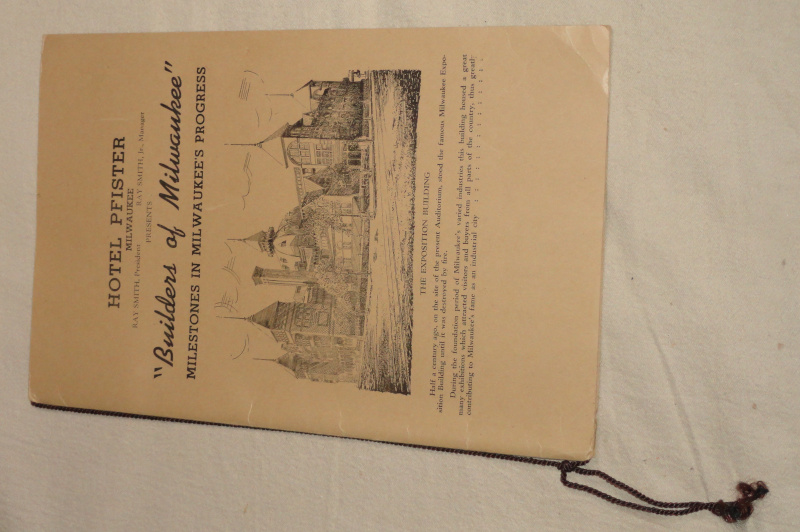 HOTEL PFISTER
MILWAUKEE
RAY SMITH, President RAY SMITH, Jr., Manager
PRESENTS
"Builders of Milwaukee"
MILESTONES IN MILWAUKEE'S PROGRESS
THE EXPOSITION BUILDING
Half a century ago, on the site of the present Auditorium, stood the famous Milwaukee Expo-
sition Building until it was destroyed by fire.
During the foundation period of Milwaukee's varied industries this building housed a great
many exhibitions which attracted visitors and buyers from all parts of the country, thus greatly
contributing to Milwaukee's fame as an industrial city : : : : : : : : : : : :